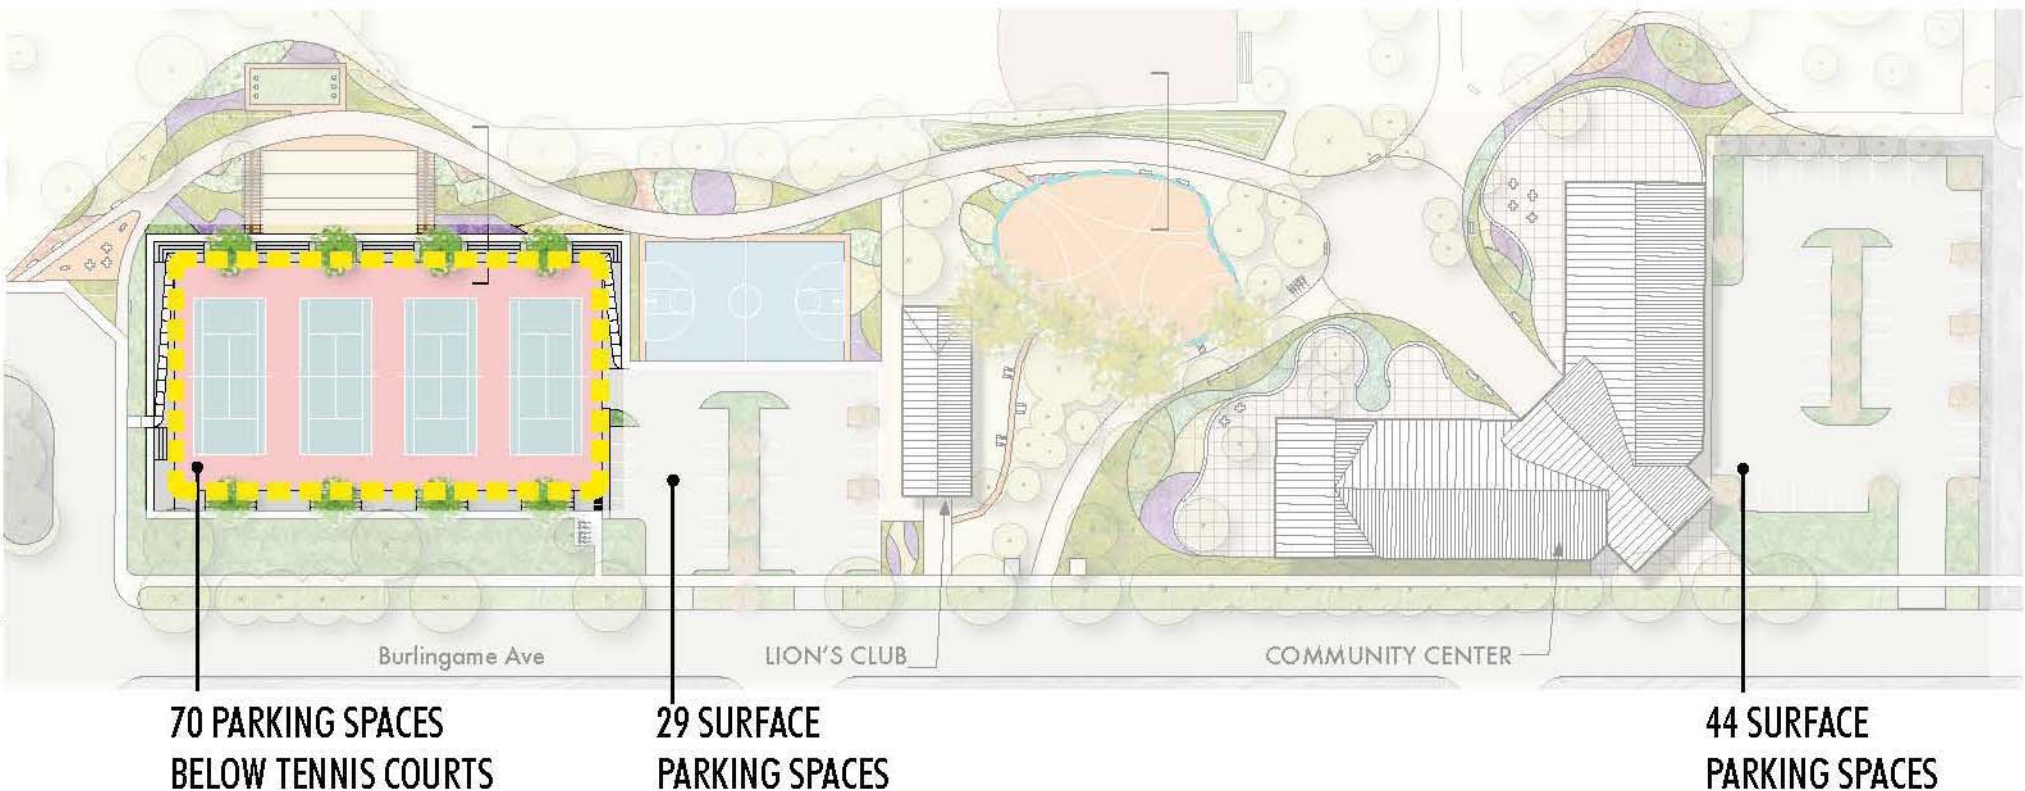 Burlingame Ave
LION'S CLUB
COMMUNITY CENTER
70 PARKING SPACES
BELOW TENNIS COURTS
29 SURFACE
PARKING SPACES
44 SURFACE
PARKING SPACES